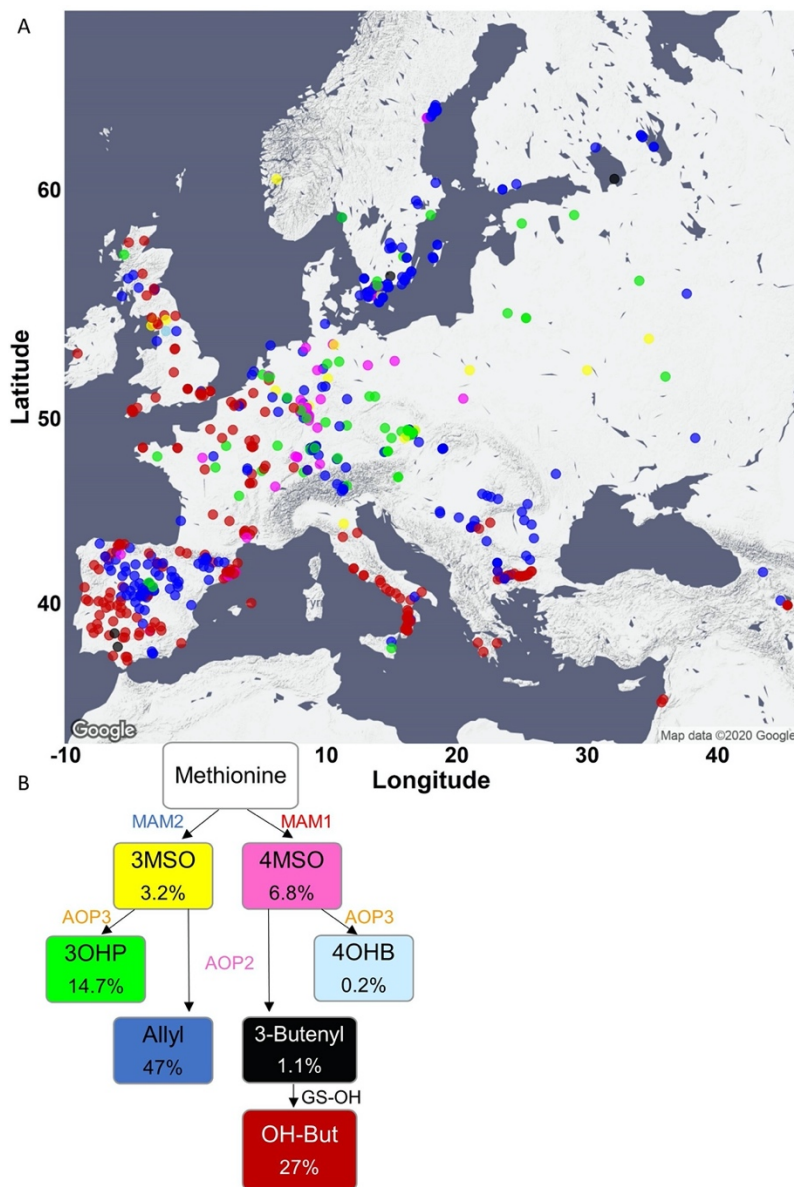 A
60
50
40
Latitude
yrr
Google
Map data ©2020 Google
-10
10
20
30
40
Longitude
B
Methionine
MAM2
MAM1
3MSO
3.2%
4MSO
6.8%
AOP3
AOP3
3OHP
14.7%
AOP2
4OHB
0.2%
Allyl
47%
3-Butenyl
1.1%
GS-OH
OH-But
27%